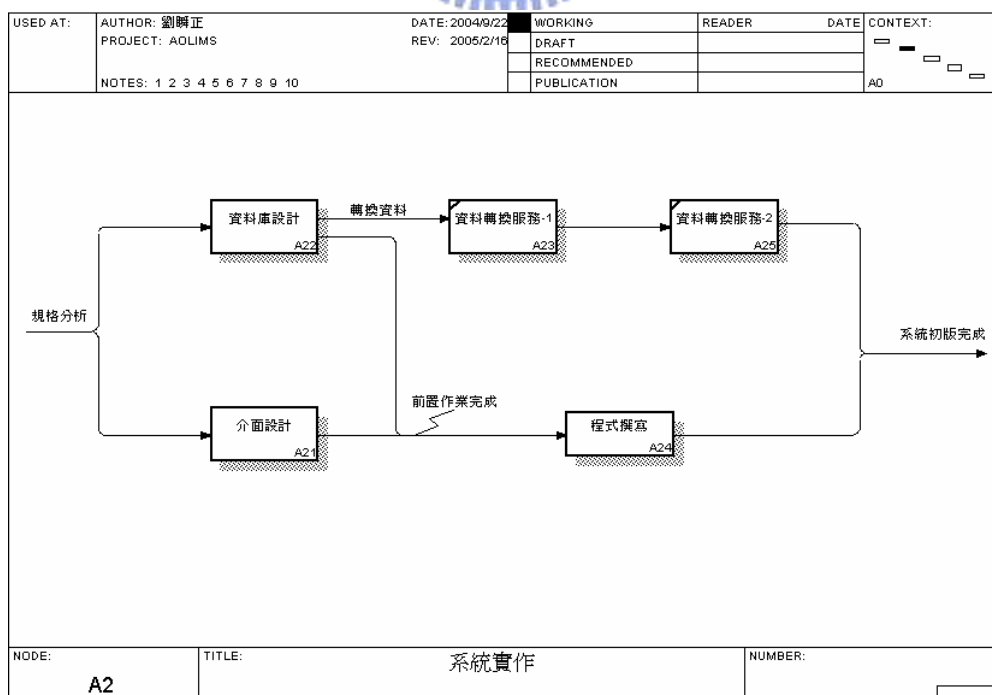 USED AT:
AUTHOR: 劉瞬正
DATE: 2004/9/22
WORKING
READER
DATE
CONTEXT:
PROJECT: AOLIMS
REV: 2005/2/16
DRAFT
RECOMMENDED
NOTES: 1 2 3 4 5 6 7 8 9 10
PUBLICATION
A0
轉換資料
資料庫設計
A22
資料轉換服務-1
A23
資料轉換服務-2
A25
規格分析
系統初版完成
前置作業完成
介面設計
A21
程式撰寫
A24
NODE:
A2
TITLE:
系統實作
NUMBER: